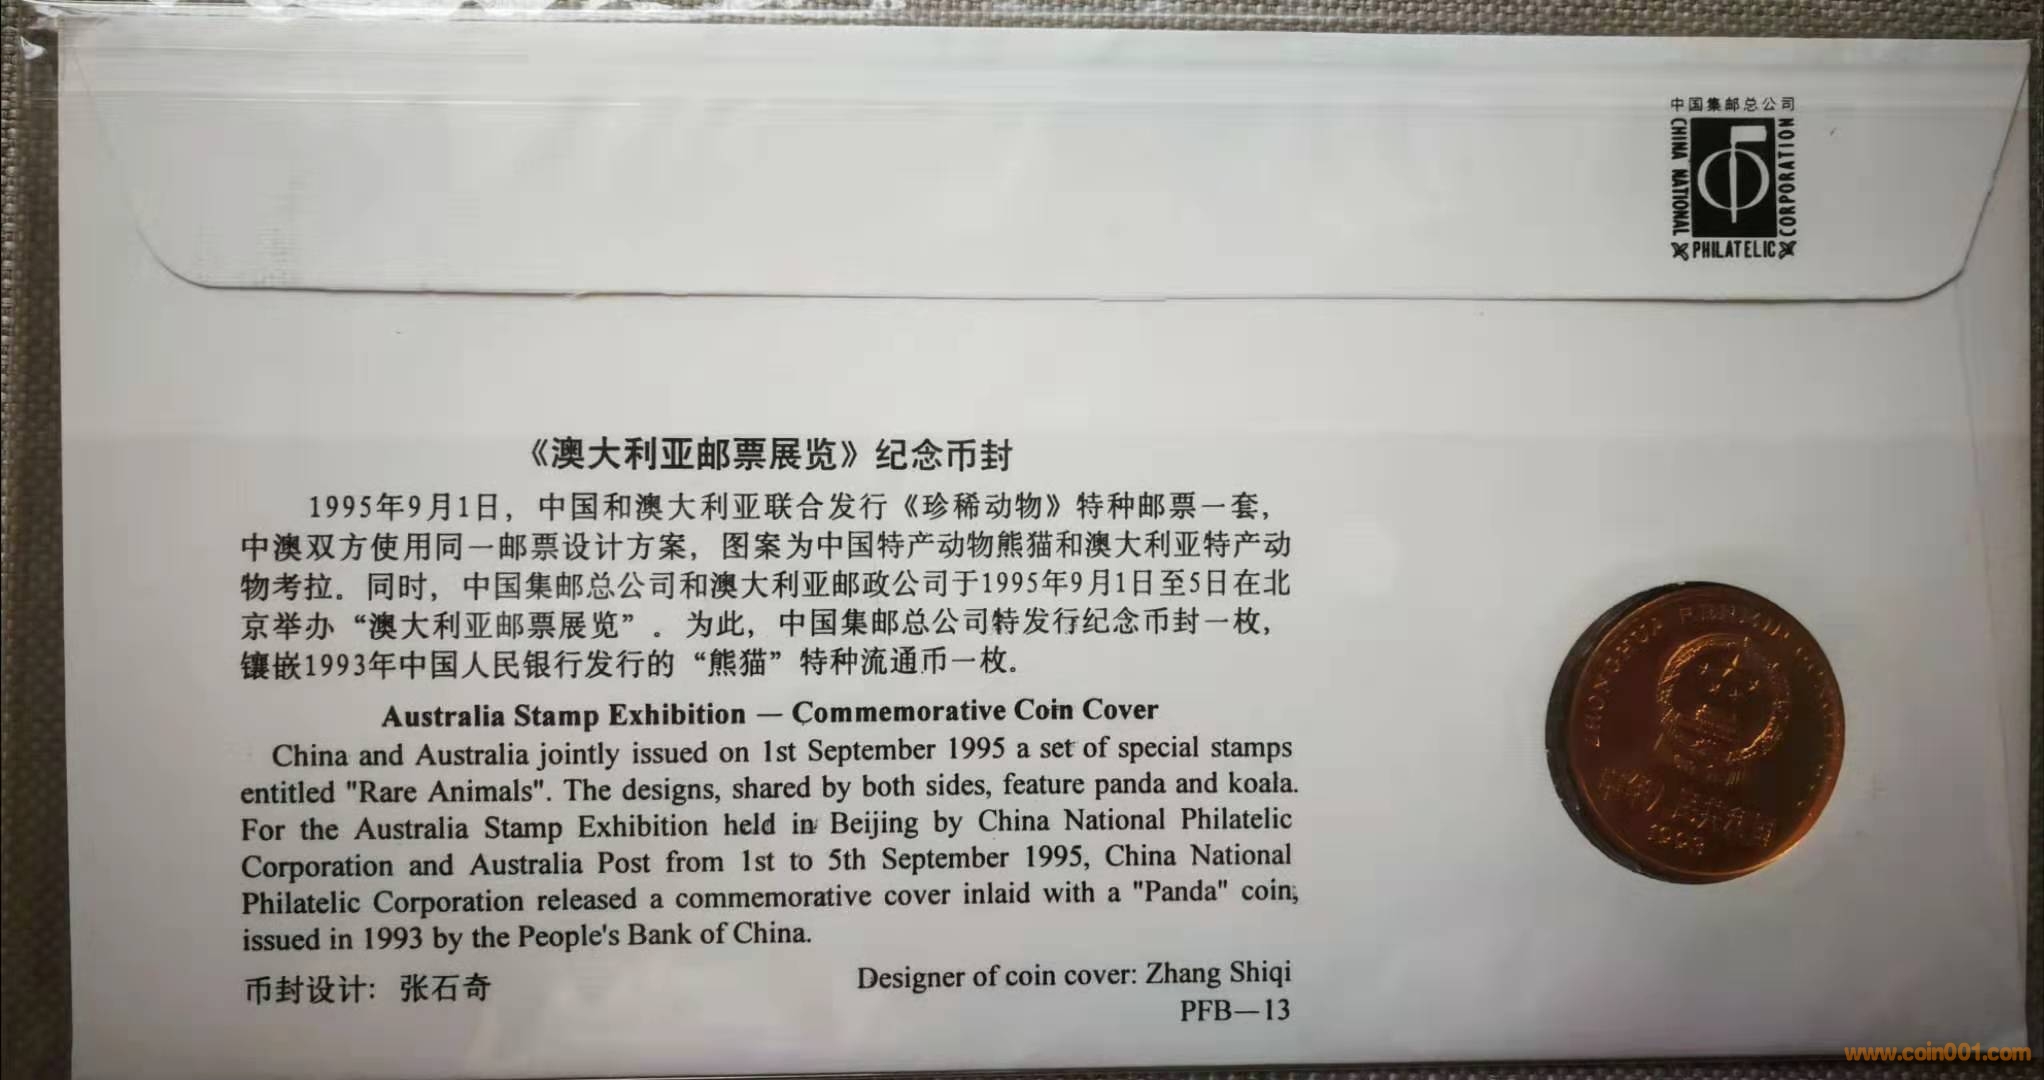 中国集邮总公司
CHINA NATIONAL
PHILATELIC
CORPORATION
《澳大利亚邮票展览》纪念币封
1995年9月1日，中国和澳大利亚联合发行《珍稀动物》特种邮票一套，
中澳双方使用同一邮票设计方案，图案为中国特产动物熊猫和澳大利亚特产动
物考拉。同时，中国集邮总公司和澳大利亚邮政公司于1995年9月1日至5日在北
京举办“澳大利亚邮票展览”。为此，中国集邮总公司特发行纪念币封一枚，
镶嵌1993年中国人民银行发行的“熊猫”特种流通币一枚。
Australia Stamp Exhibition — Commemorative Coin Cover
China and Australia jointly issued on 1st September 1995 a set of special stamps
entitled "Rare Animals". The designs, shared by both sides, feature panda and koala.
For the Australia Stamp Exhibition held in Beijing by China National Philatelic
Corporation and Australia Post from 1st to 5th September 1995, China National
Philatelic Corporation released a commemorative cover inlaid with a "Panda" coin,
issued in 1993 by the People's Bank of China.
币封设计：张石奇
Designer of coin cover: Zhang Shiqi
PFB—13
ZHONGHUA RENMIN GONGHEGUO
中华人民共和国
1993
www.coin001.com